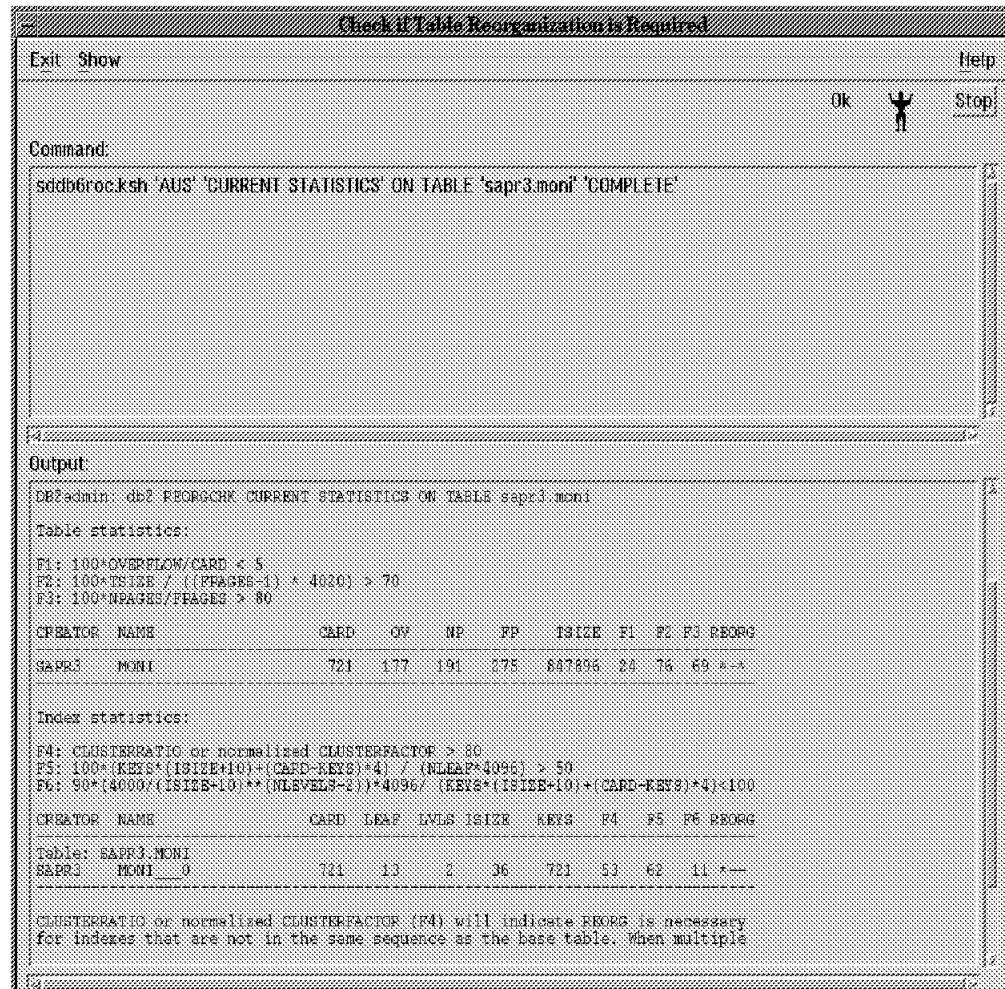 Check if Table Reorganization is Required
Exit Show Help
Ok Stop
Command:
sddb6roc.ksh 'AUS' 'CURRENT STATISTICS' ON TABLE 'sapr3.moni' 'COMPLETE'
Output:
DB2admin: db2 REORGCHK CURRENT STATISTICS ON TABLE sapr3.moni
Table statistics:
F1: 100*OVERFLOW/CARD < 5
F2: 100*TSIZE / ((FPAGES-1) * 4020) > 70
F3: 100*NPAGES/FPAGES > 80
CREATOR NAME CARD OV NP FP TSIZE F1 F2 F3 REORG
SAPR3 MONI 721 177 191 275 847896 24 76 69 *-*
Index statistics:
F4: CLUSTERRATIO or normalized CLUSTERFACTOR > 80
F5: 100*(KEYS*(ISIZE+10)+(CARD-KEYS)*4) / (NLEAF*4096) > 50
F6: 90*(4000/(ISIZE+10)**(NLEVELS-2))*4096/ (KEYS*(ISIZE+10)+(CARD-KEYS)*4)<100
CREATOR NAME CARD LEAF LVLS ISIZE KEYS F4 F5 F6 REORG
Table: SAPR3.MONI
SAPR3 MONI___0 721 13 2 36 721 53 62 11 *--
CLUSTERRATIO or normalized CLUSTERFACTOR (F4) will indicate REORG is necessary
for indexes that are not in the same sequence as the base table. When multiple